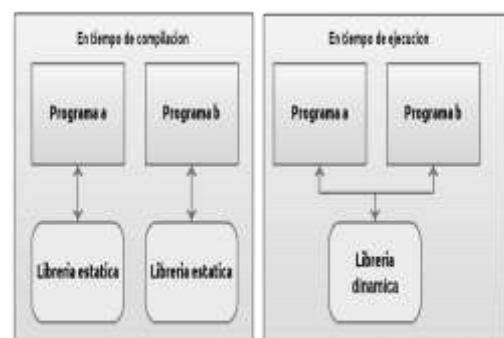 En tiempo de compilacion
Programa a
Programa b
Libreria estatica
Libreria estatica
En tiempo de ejecucion
Programa a
Programa b
Libreria
dinamica